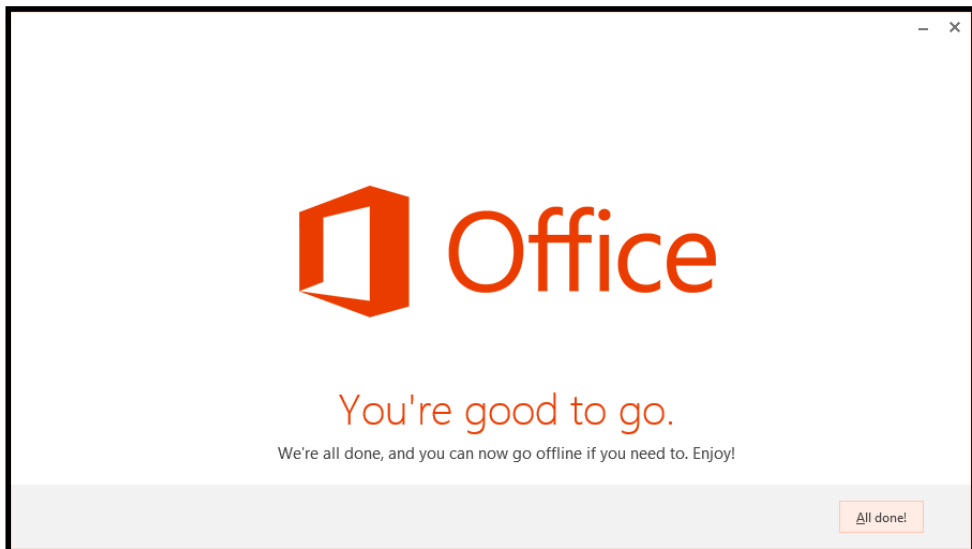 Office
You're good to go.
We're all done, and you can now go offline if you need to. Enjoy!
All done!